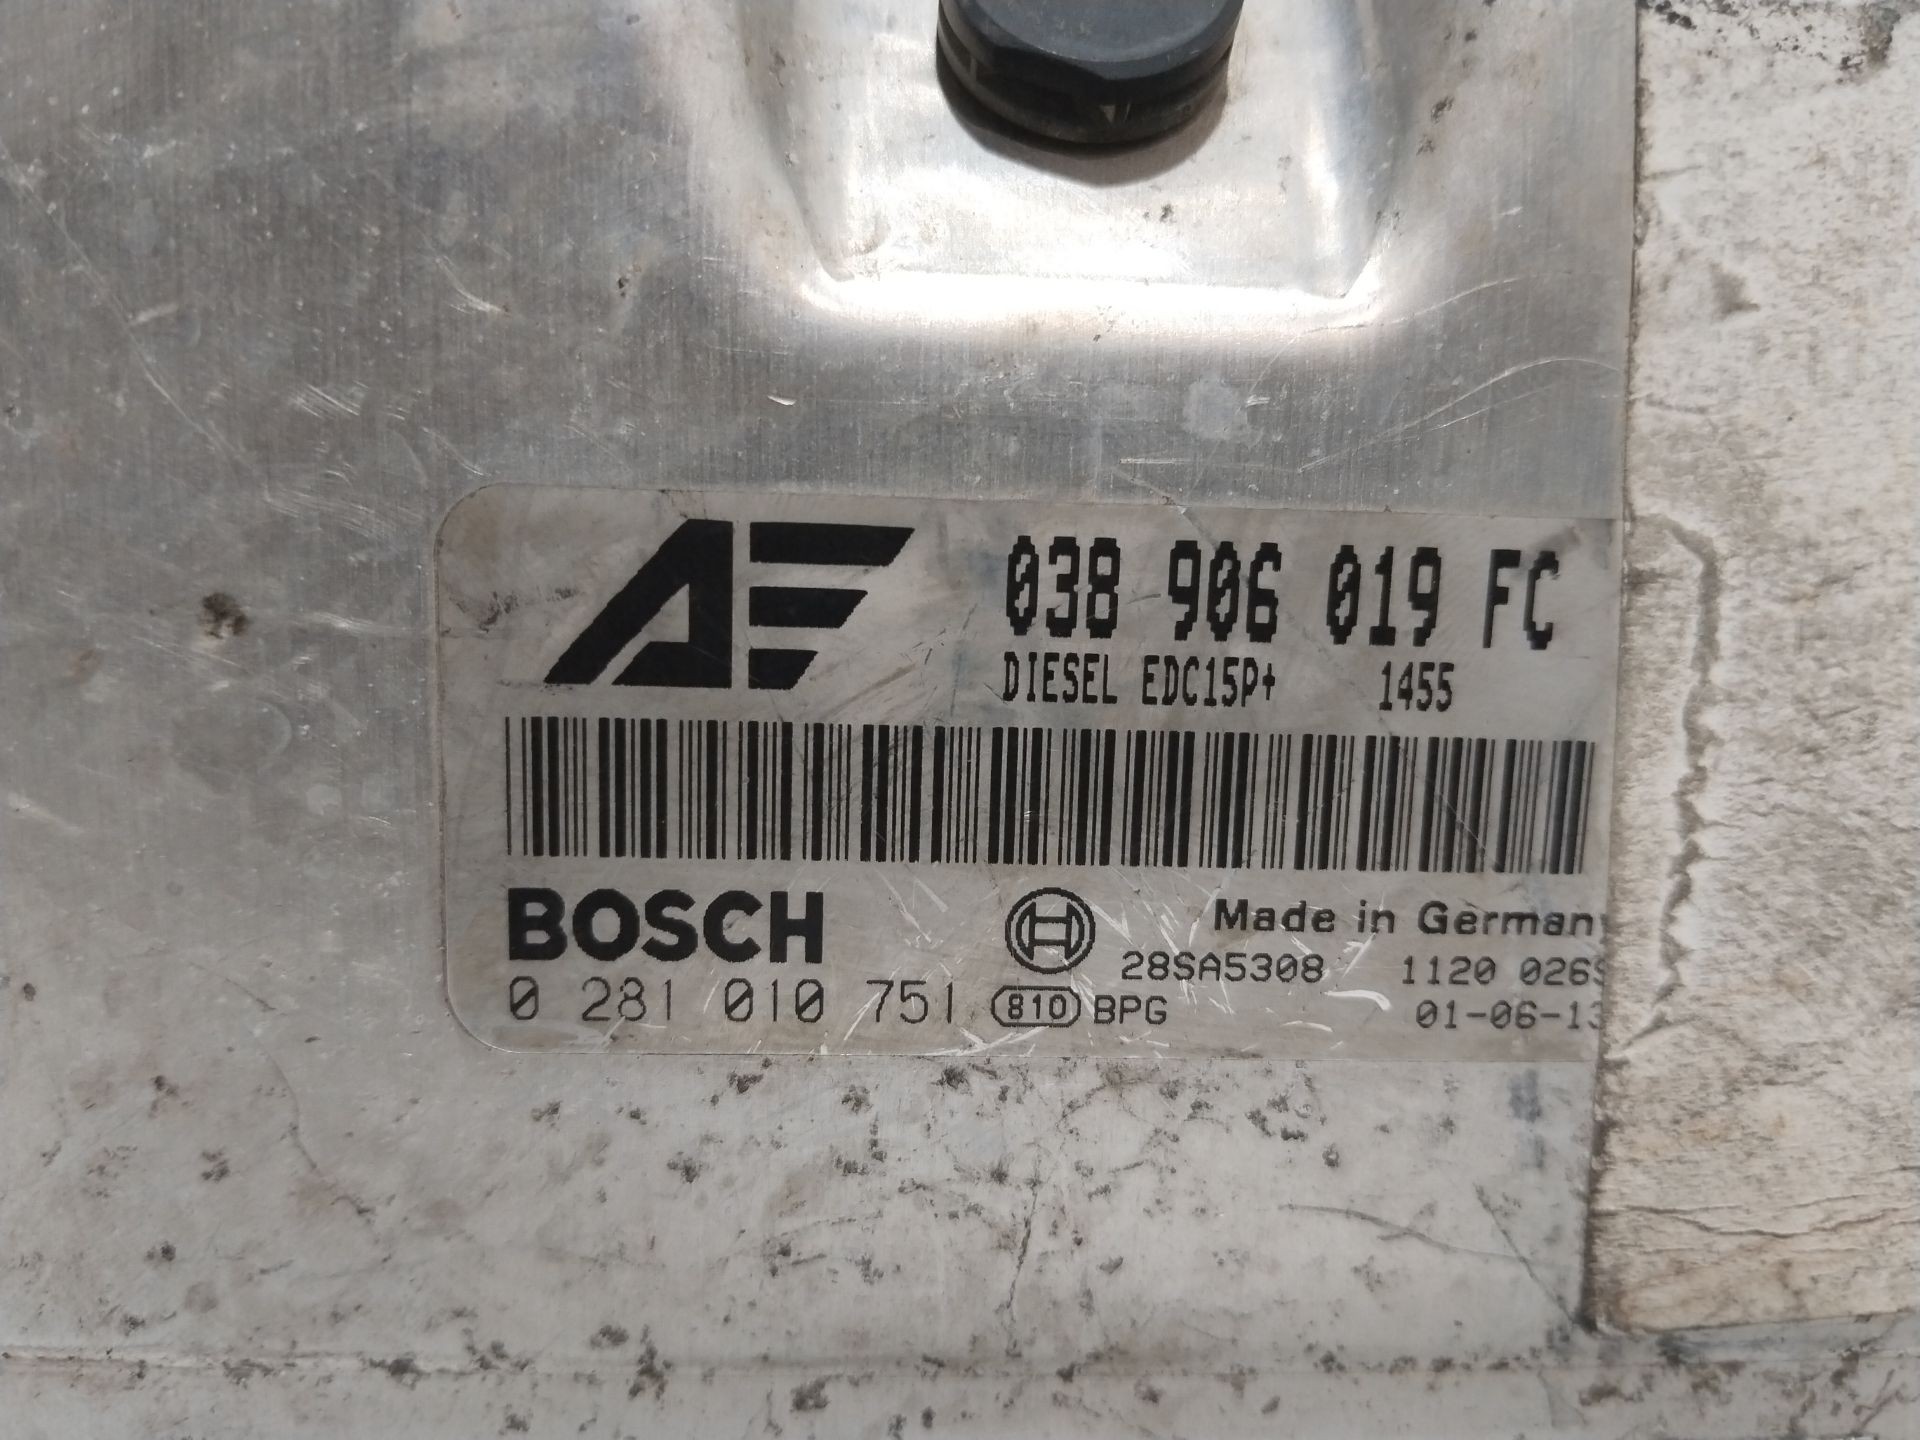 AF 038 906 019 FC
DIESEL EDC15P+ 1455
BOSCH Made in German
28SA5308 1120 026
0 281 010 751 810 BPG 01-06-13